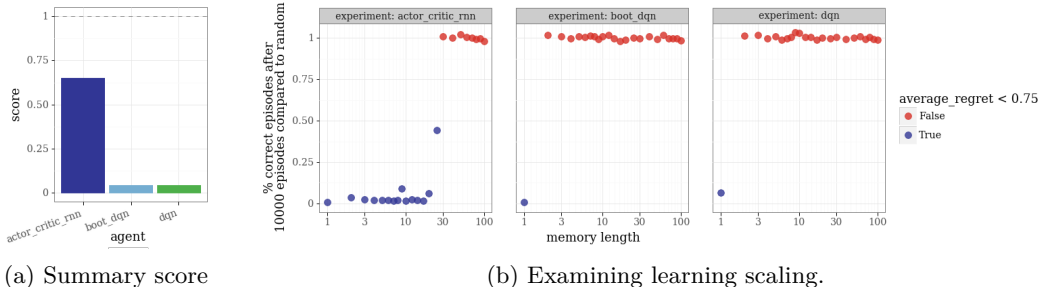 1
0.75
0.50
0.25
0
score
actor_critic_rnn
boot_dqn
dqn
agent
(a) Summary score
experiment: actor_critic_rnn
experiment: boot_dqn
experiment: dqn
% correct episodes after
10000 episodes compared to random
1.00
0.75
0.50
0.25
0
1 3 10 30 100
1 3 10 30 100
1 3 10 30 100
memory length
average_regret < 0.75
False
True
(b) Examining learning scaling.